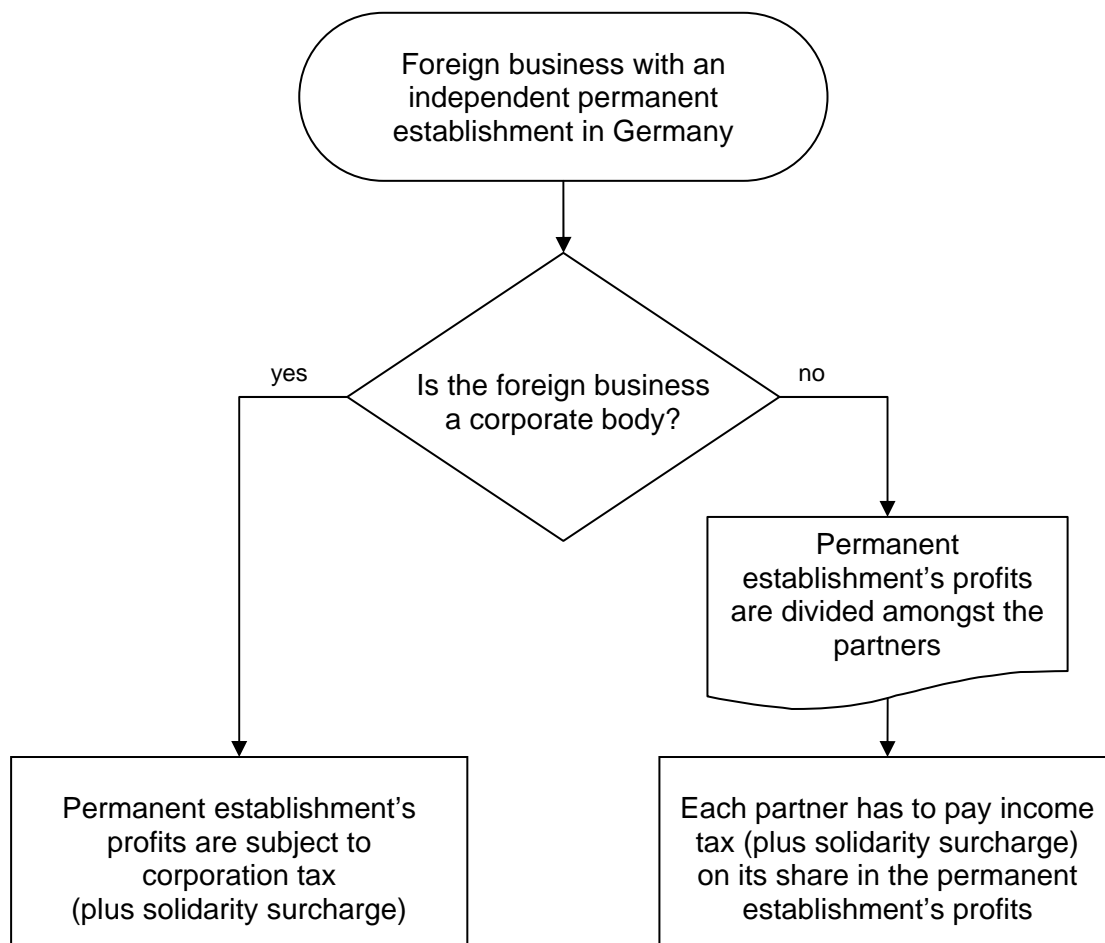 Foreign business with an
independent permanent
establishment in Germany
yes
Is the foreign business
a corporate body?
no
Permanent
establishment’s profits
are divided amongst the
partners
Permanent establishment’s
profits are subject to
corporation tax
(plus solidarity surcharge)
Each partner has to pay income
tax (plus solidarity surcharge)
on its share in the permanent
establishment’s profits